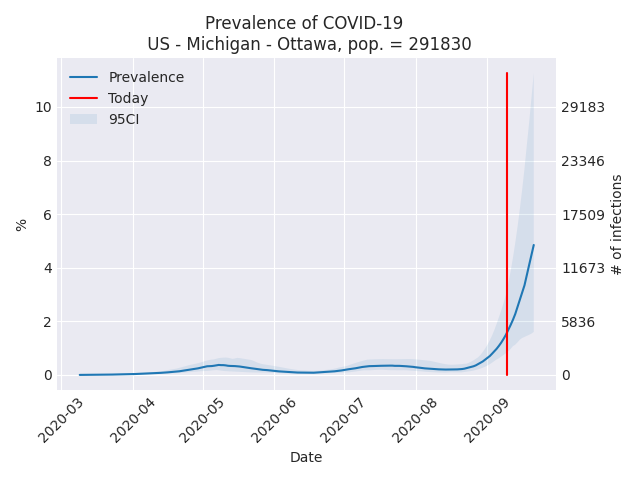 Prevalence of COVID-19
US - Michigan - Ottawa, pop. = 291830
Prevalence
Today
95CI
10
8
6
4
2
0
%
29183
23346
17509
11673
5836
0
# of infections
2020-03
2020-04
2020-05
2020-06
2020-07
2020-08
2020-09
Date